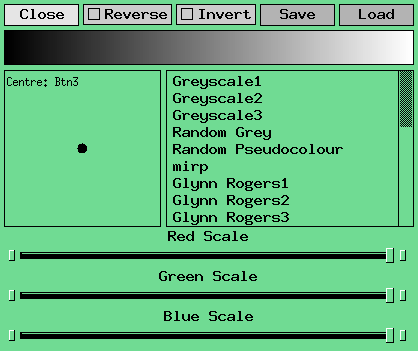 Close Reverse Invert Save Load
Centre: Btn3
Greyscale1
Greyscale2
Greyscale3
Random Grey
Random Pseudocolour
mirp
Glynn Rogers1
Glynn Rogers2
Glynn Rogers3
Red Scale
Green Scale
Blue Scale